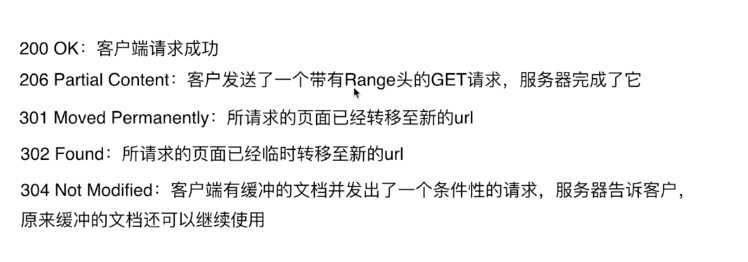 200 OK：客户端请求成功
206 Partial Content：客户发送了一个带有Range头的GET请求，服务器完成了它
301 Moved Permanently：所请求的页面已经转移至新的url
302 Found：所请求的页面已经临时转移至新的url
304 Not Modified：客户端有缓冲的文档并发出了一个条件性的请求，服务器告诉客户，
原来缓冲的文档还可以继续使用